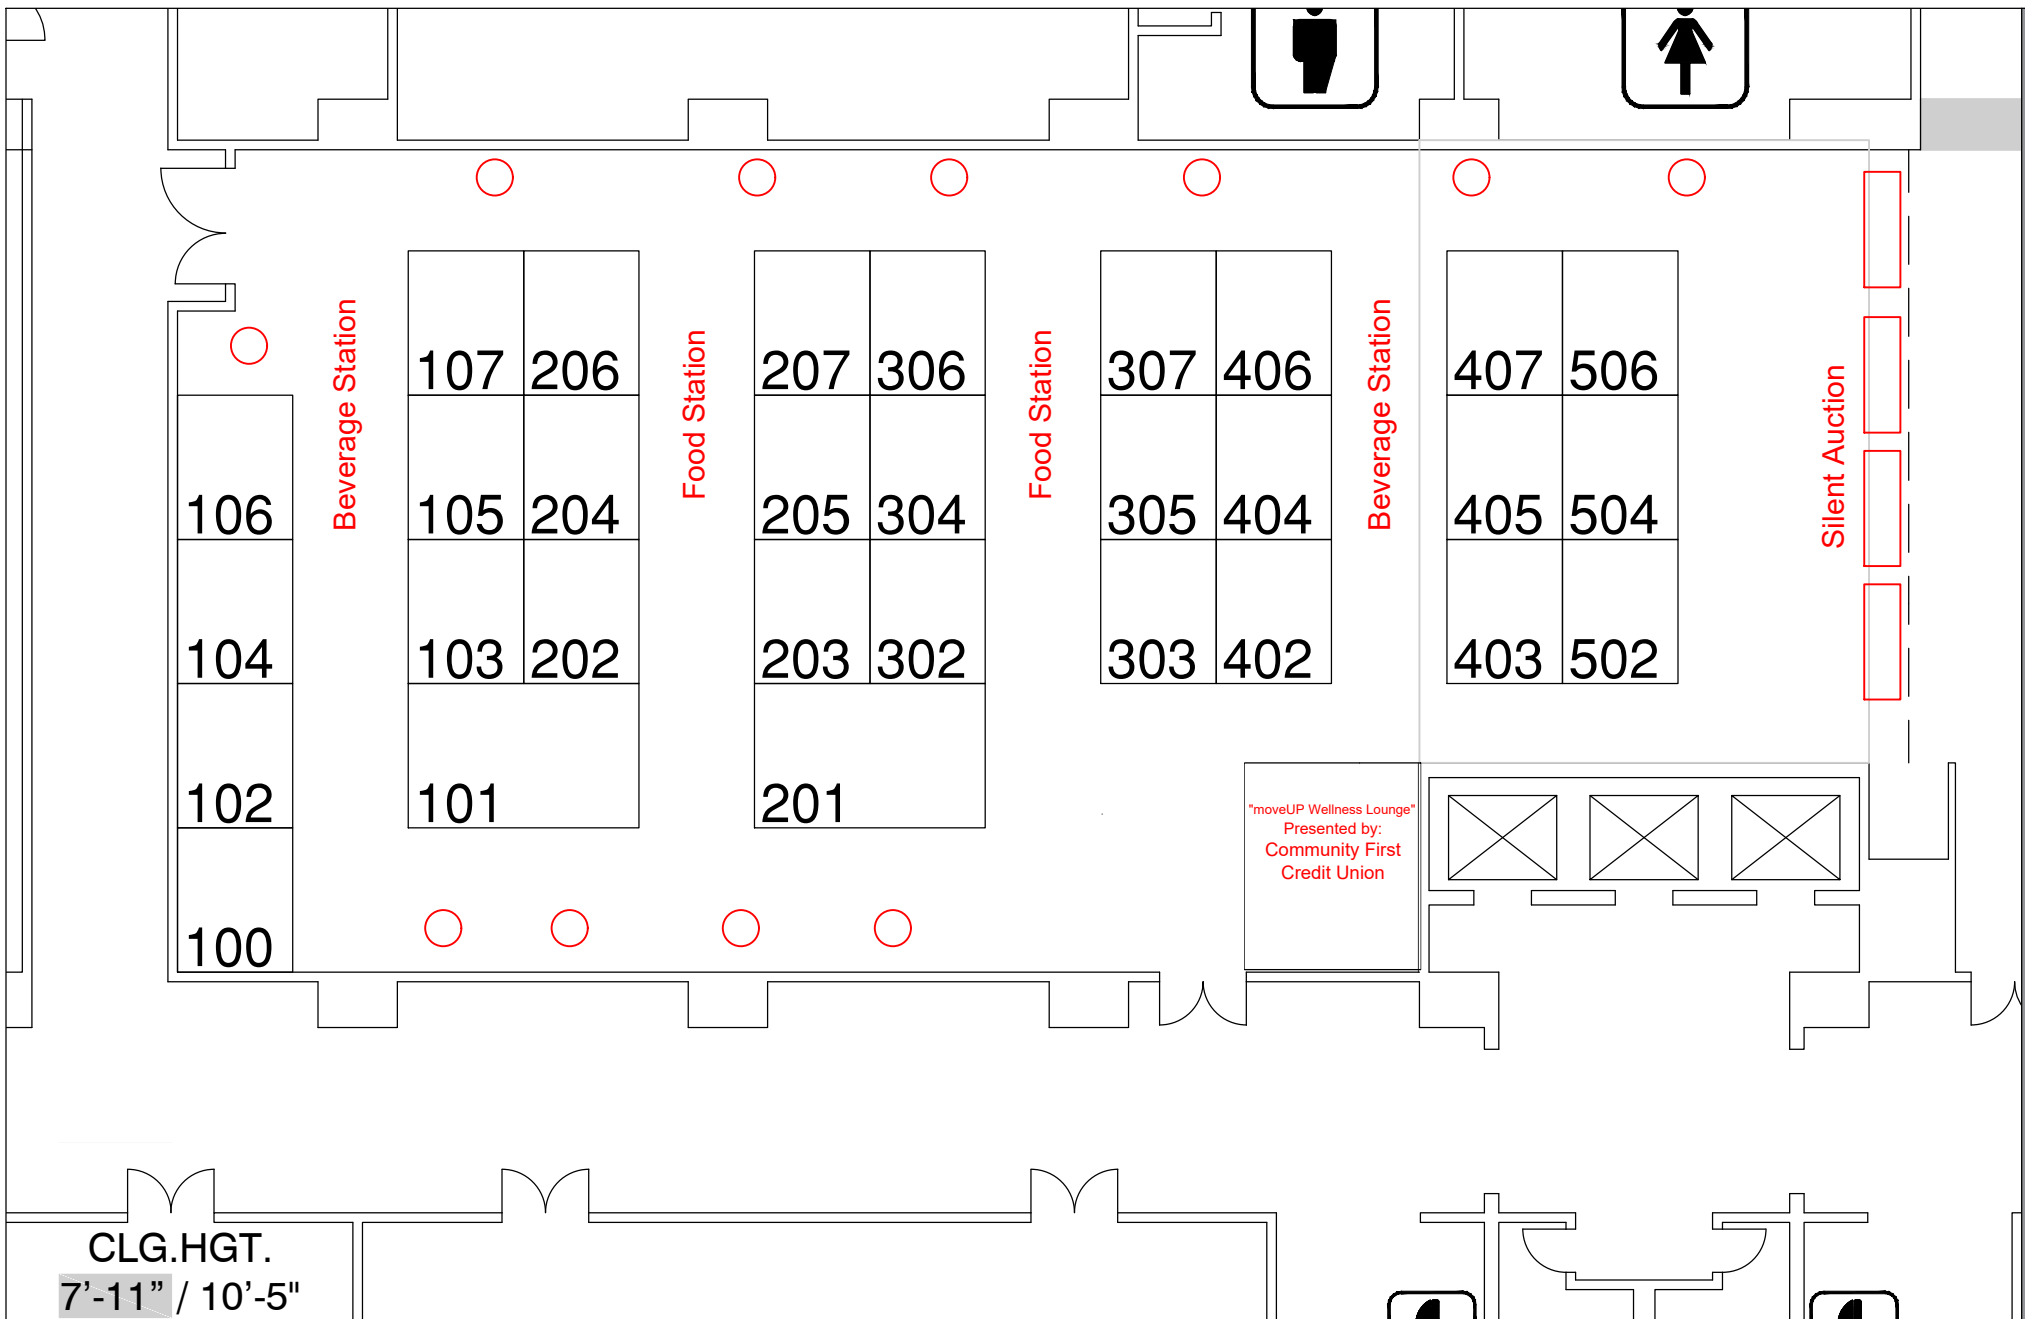 Beverage Station
Food Station
Food Station
Beverage Station
Silent Auction
107 206
207 306
307 406
407 506
106
105 204
205 304
305 404
405 504
104
103 202
203 302
303 402
403 502
102
101
201
100
"moveUP Wellness Lounge"
Presented by:
Community First
Credit Union
CLG.HGT.
7’-11” / 10’-5"